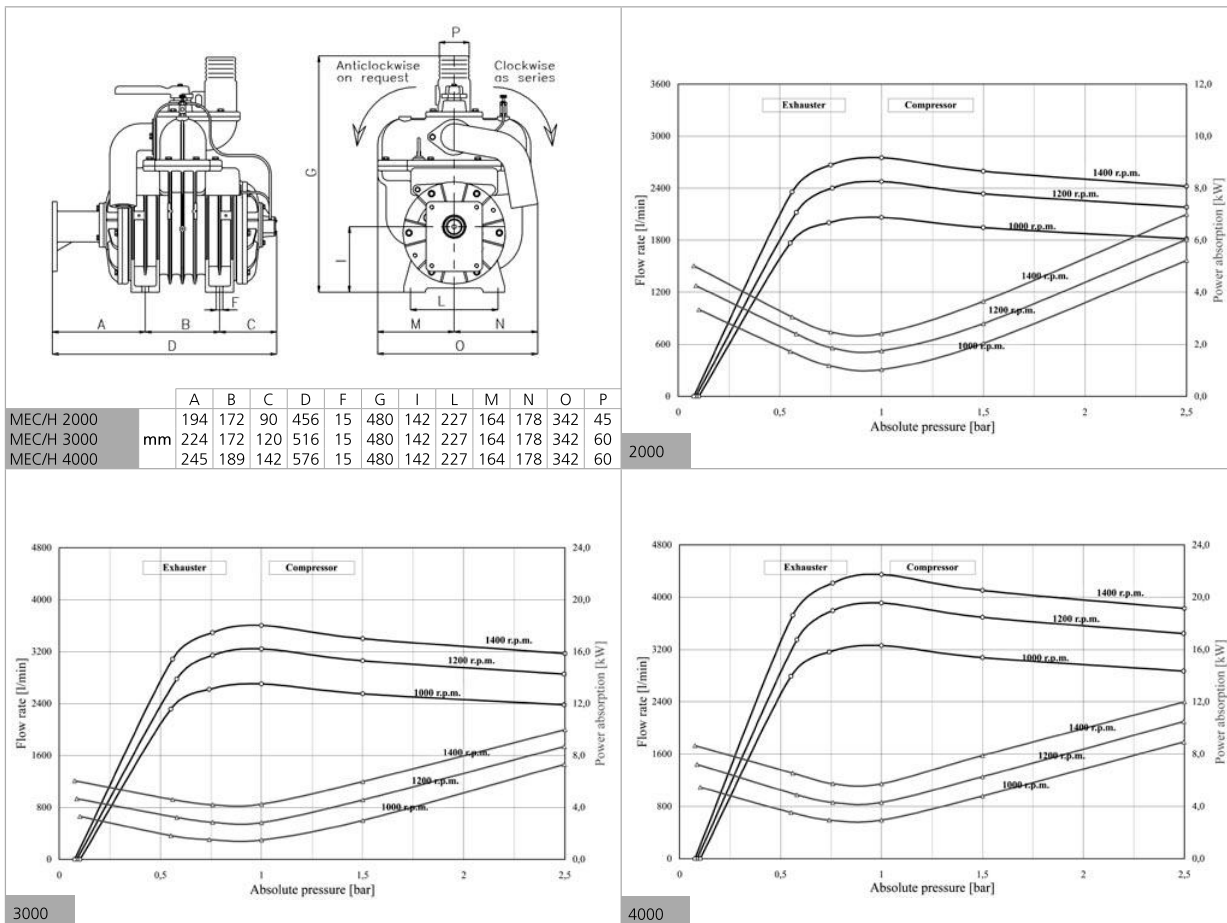 P
Anticlockwise
on request
Clockwise
as series
G
I
F
L
A
B
C
M
N
D
O
A B C D F G I L M N O P
MEC/H 2000 194 172 90 456 15 480 142 227 164 178 342 45
MEC/H 3000 mm 224 172 120 516 15 480 142 227 164 178 342 60
MEC/H 4000 245 189 142 576 15 480 142 227 164 178 342 60
3600
3000
2400
1800
1200
600
0
Flow rate [l/min]
Exhauster
Compressor
1400 r.p.m.
1200 r.p.m.
1000 r.p.m.
1400 r.p.m.
1200 r.p.m.
1000 r.p.m.
12,0
10,0
8,0
6,0
4,0
2,0
0,0
Power absorption [kW]
0 0,5 1 1,5 2 2,5
Absolute pressure [bar]
2000
4800
4000
3200
2400
1600
800
0
Flow rate [l/min]
Exhauster
Compressor
1400 r.p.m.
1200 r.p.m.
1000 r.p.m.
1400 r.p.m.
1200 r.p.m.
1000 r.p.m.
24,0
20,0
16,0
12,0
8,0
4,0
0,0
Power absorption [kW]
0 0,5 1 1,5 2 2,5
Absolute pressure [bar]
3000
4800
4000
3200
2400
1600
800
0
Flow rate [l/min]
Exhauster
Compressor
1400 r.p.m.
1200 r.p.m.
1000 r.p.m.
1400 r.p.m.
1200 r.p.m.
1000 r.p.m.
24,0
20,0
16,0
12,0
8,0
4,0
0,0
Power absorption [kW]
0 0,5 1 1,5 2 2,5
Absolute pressure [bar]
4000